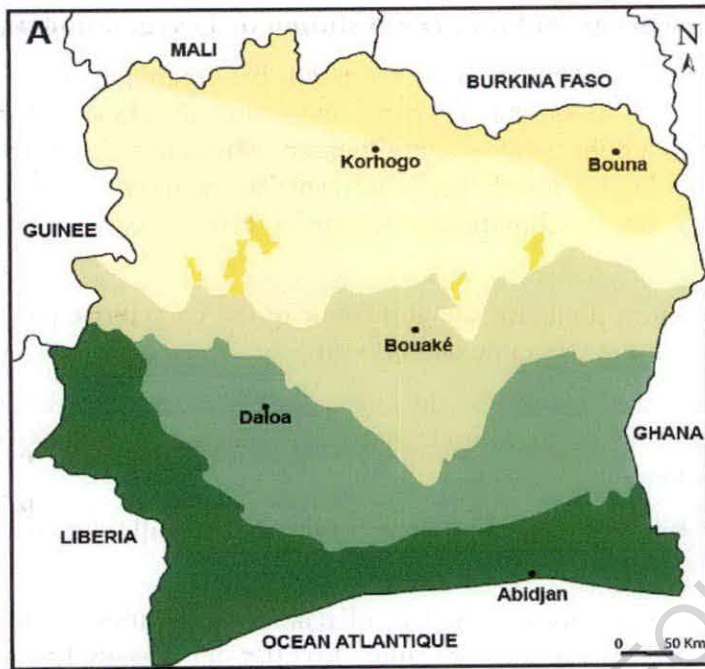 A
N
MALI
BURKINA FASO
Korhogo
Bouna
GUINEE
Bouaké
Daloa
GHANA
LIBERIA
Abidjan
OCEAN ATLANTIQUE
0 50 Km